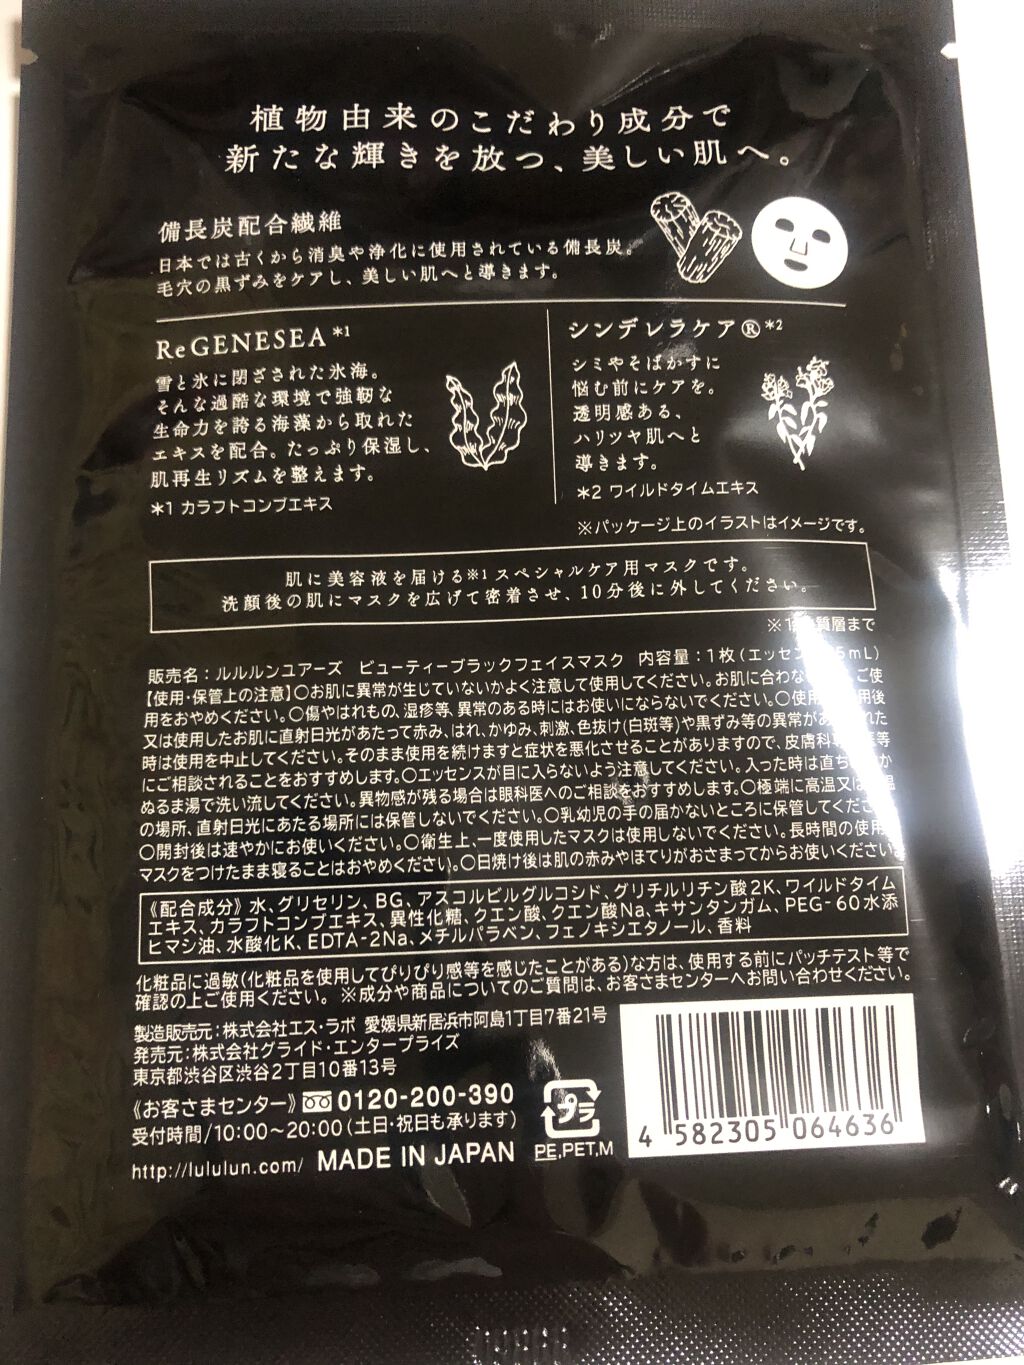 植物由来のこだわり成分で
新たな輝きを放つ、美しい肌へ。
備長炭配合繊維
日本では古くから消臭や浄化に使用されている備長炭。
毛穴の黒ずみをケアし、美しい肌へと導きます。
ReGENESEA*1
雪と氷に閉ざされた氷海。
そんな過酷な環境で強靭な
生命力を誇る海藻から取れた
エキスを配合。たっぷり保湿し、
肌再生リズムを整えます。
*1 カラフトコンブエキス
シンデレラケア®*2
シミやそばかすに
悩む前にケアを。
透明感ある、
ハリツヤ肌へと
導きます。
*2 ワイルドタイムエキス
※パッケージ上のイラストはイメージです。
肌に美容液を届ける※1スペシャルケア用マスクです。
洗顔後の肌にマスクを広げて密着させ、10分後に外してください。
※1 質層まで
販売名：ルルルンユアーズ ビューティーブラックフェイスマスク 内容量：1枚(エッセン 5mL)
【使用・保管上の注意】○お肌に異常が生じていないかよく注意して使用してください。お肌に合わな ご使
用をおやめください。○傷やはれもの、湿疹等、異常のある時にはお使いにならないでください。○使用 用後
又は使用したお肌に直射日光があたって赤み、はれ、かゆみ、刺激、色抜け(白斑等)や黒ずみ等の異常が れた
時は使用を中止してください。そのまま使用を続けますと症状を悪化させることがありますので、皮膚科 等
にご相談されることをおすすめします。○エッセンスが目に入らないよう注意してください。入った時は直ち か
ぬるま湯で洗い流してください。異物感が残る場合は眼科医へのご相談をおすすめします。○極端に高温又 温
の場所、直射日光にあたる場所には保管しないでください。○乳幼児の手の届かないところに保管してくだ
○開封後は速やかにお使いください。○衛生上、一度使用したマスクは使用しないでください。長時間の使用
マスクをつけたまま寝ることはおやめください。○日焼け後は肌の赤みやほてりがおさまってからお使いください
《配合成分》水、グリセリン、BG、アスコルビルグルコシド、グリチルリチン酸2K、ワイルドタイム
エキス、カラフトコンブエキス、異性化糖、クエン酸、クエン酸Na、キサンタンガム、PEG-60水添
ヒマシ油、水酸化K、EDTA-2Na、メチルパラベン、フェノキシエタノール、香料
化粧品に過敏(化粧品を使用してぴりぴり感等を感じたことがある)な方は、使用する前にパッチテスト等で
確認の上ご使用ください。 ※成分や商品についてのご質問は、お客さまセンターへお問い合わせください。
製造販売元：株式会社エス・ラボ 愛媛県新居浜市阿島1丁目7番21号
発売元：株式会社グライド・エンタープライズ
東京都渋谷区渋谷2丁目10番13号
《お客さまセンター》0120-200-390
受付時間/10:00～20:00(土日・祝日も承ります)
http://lululun.com/ MADE IN JAPAN
プラ
PE,PET,M
4 582305 064636